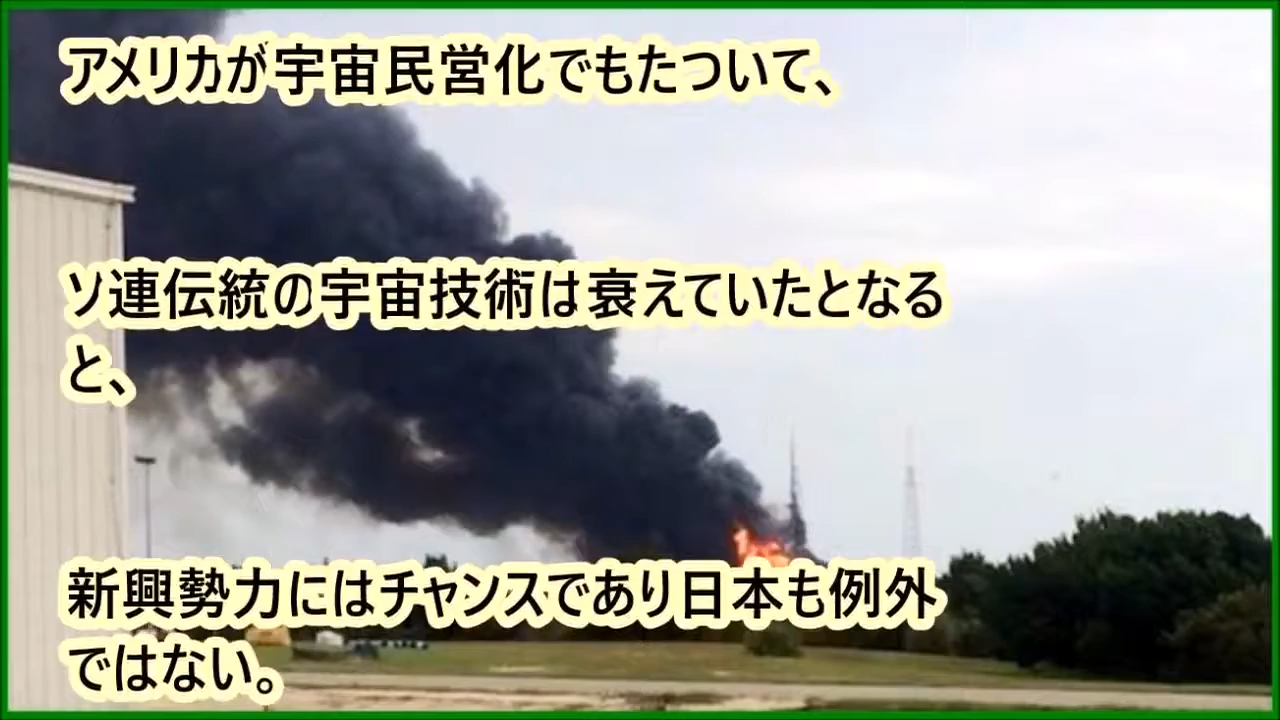 アメリカが宇宙民営化でもたついて、
ソ連伝統の宇宙技術は衰えていたとなる
と、
新興勢力にはチャンスであり日本も例外
ではない。